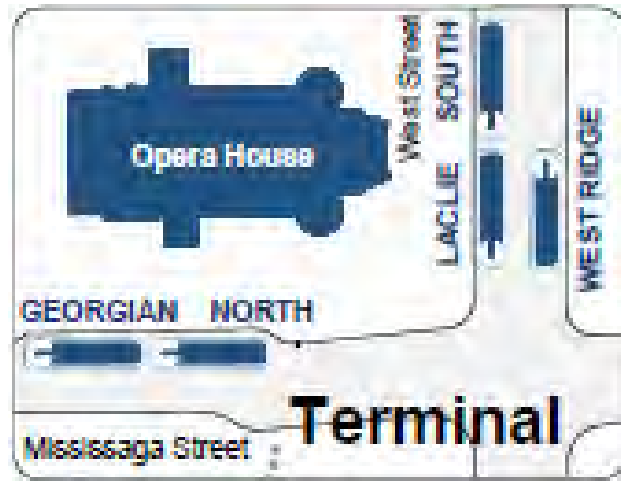 West Street
SOUTH
Opera House
LACLIE
WEST RIDGE
GEORGIAN NORTH
Terminal
Mississaga Street